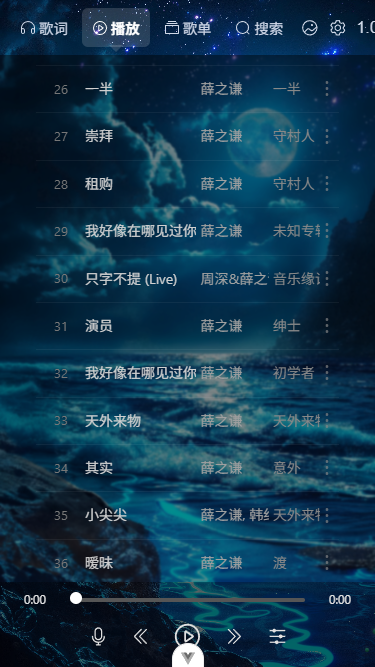 歌词 播放 歌单 搜索 1.0
26 一半 薛之谦 一半
27 崇拜 薛之谦 守村人
28 租购 薛之谦 守村人
29 我好像在哪见过你 薛之谦 未知专辑
30 只字不提 (Live) 周深&薛之 音乐缘计
31 演员 薛之谦 绅士
32 我好像在哪见过你 薛之谦 初学者
33 天外来物 薛之谦 天外来物
34 其实 薛之谦 意外
35 小尖尖 薛之谦, 韩红 天外来物
36 暧昧 薛之谦 渡
0:00 0:00